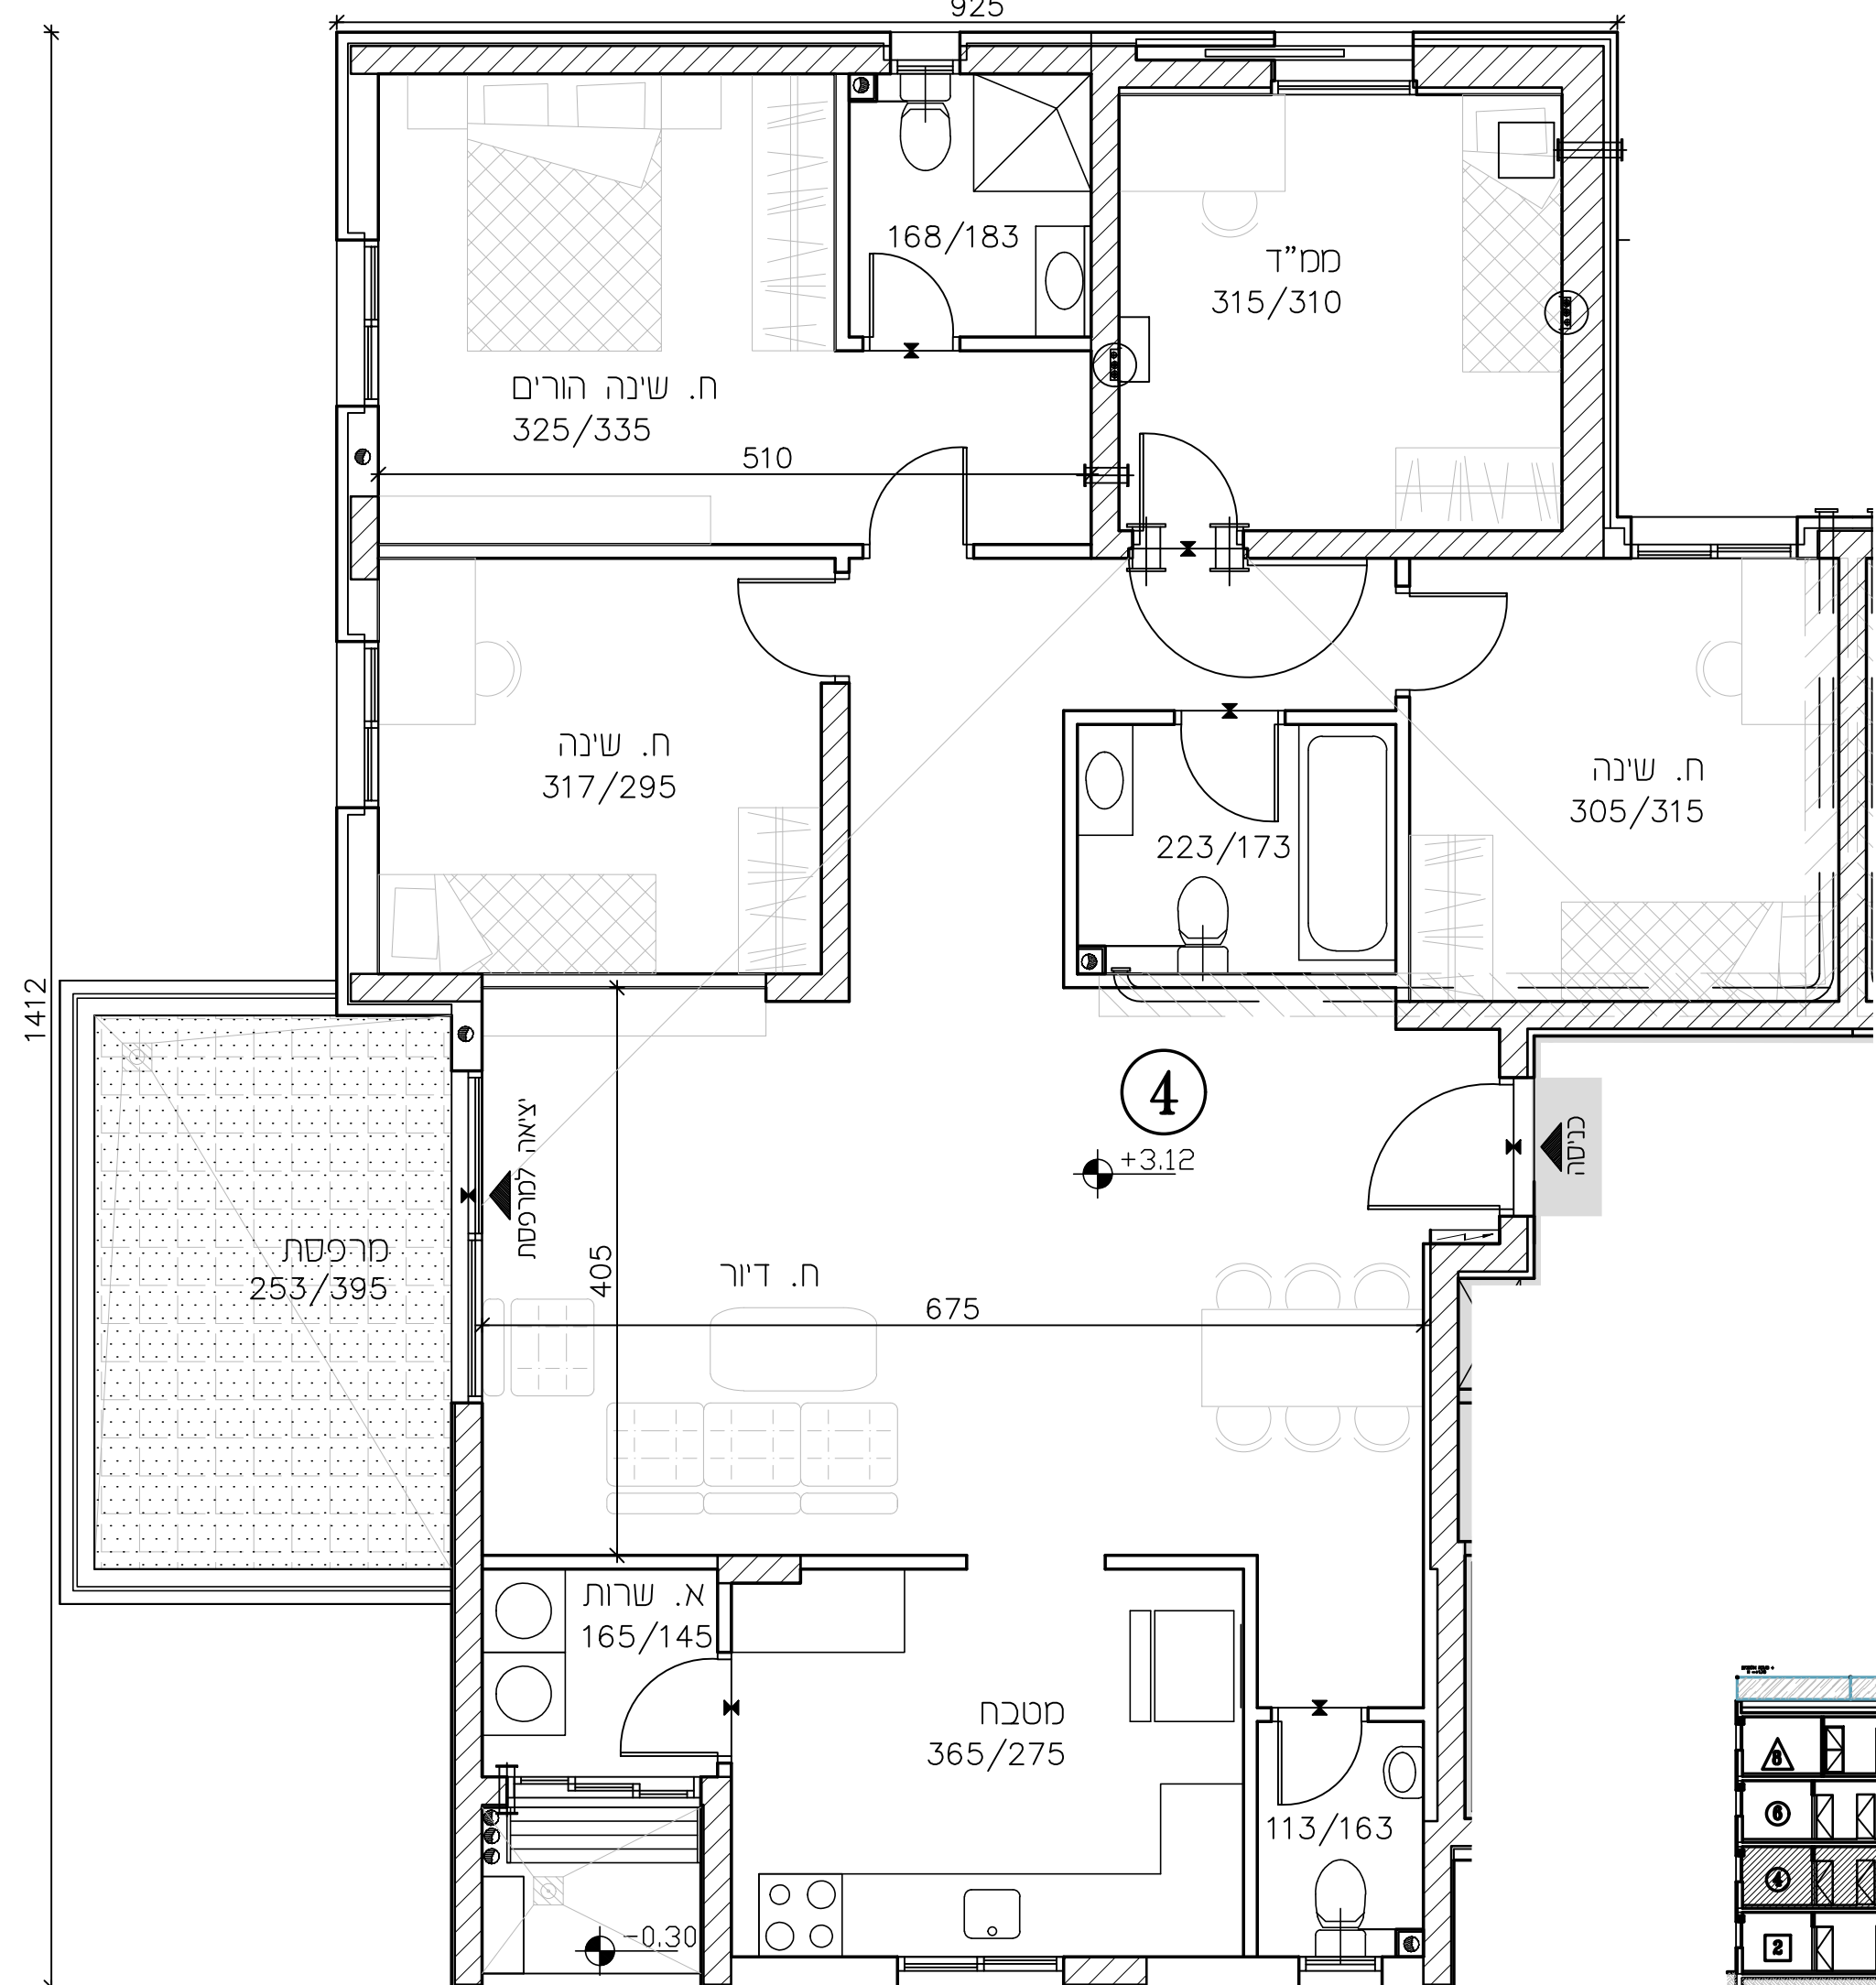 925
168/183
ממ"ד
315/310
ח. שינה הורים
325/335
510
ח. שינה
317/295
ח. שינה
305/315
223/173
1412
4
+3.12
כניסה
יציאה למרפסת
מרפסת
253/395
405
ח. דיור
675
א. שרות
165/145
מטבח
365/275
113/163
-0.30
8
6
4
2